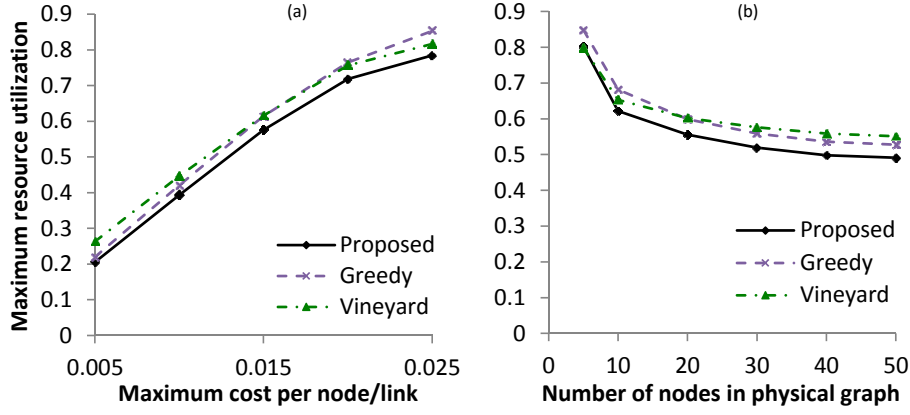 (a)
Maximum resource utilization
0.9
0.8
0.7
0.6
0.5
0.4
0.3
0.2
0.1
0
0.005
0.015
0.025
Proposed
Greedy
Vineyard
Maximum cost per node/link
(b)
0.9
0.8
0.7
0.6
0.5
0.4
0.3
0.2
0.1
0
0
10
20
30
40
50
Proposed
Greedy
Vineyard
Number of nodes in physical graph